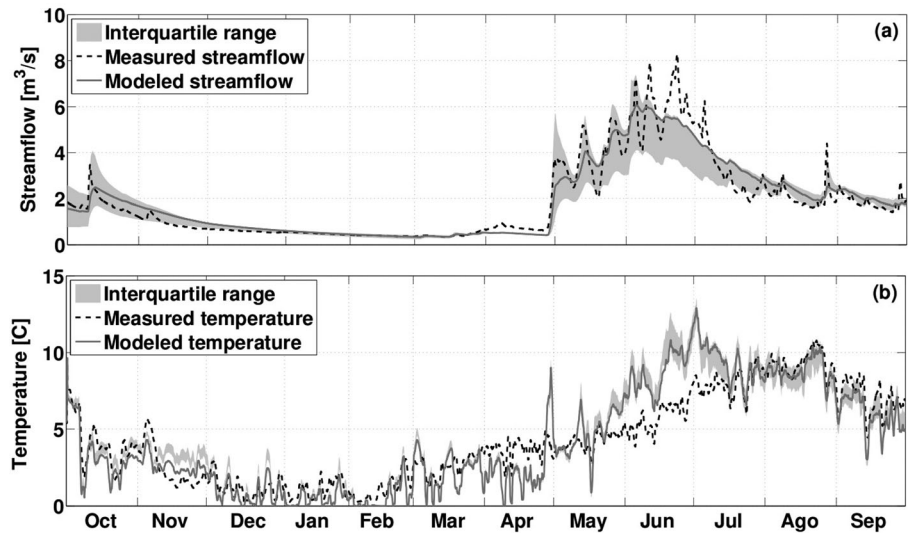 10
8
6
4
2
0
Streamflow [m³/s]
Interquartile range
Measured streamflow
Modeled streamflow
(a)
15
10
5
0
Temperature [C]
Interquartile range
Measured temperature
Modeled temperature
(b)
Oct Nov Dec Jan Feb Mar Apr May Jun Jul Ago Sep